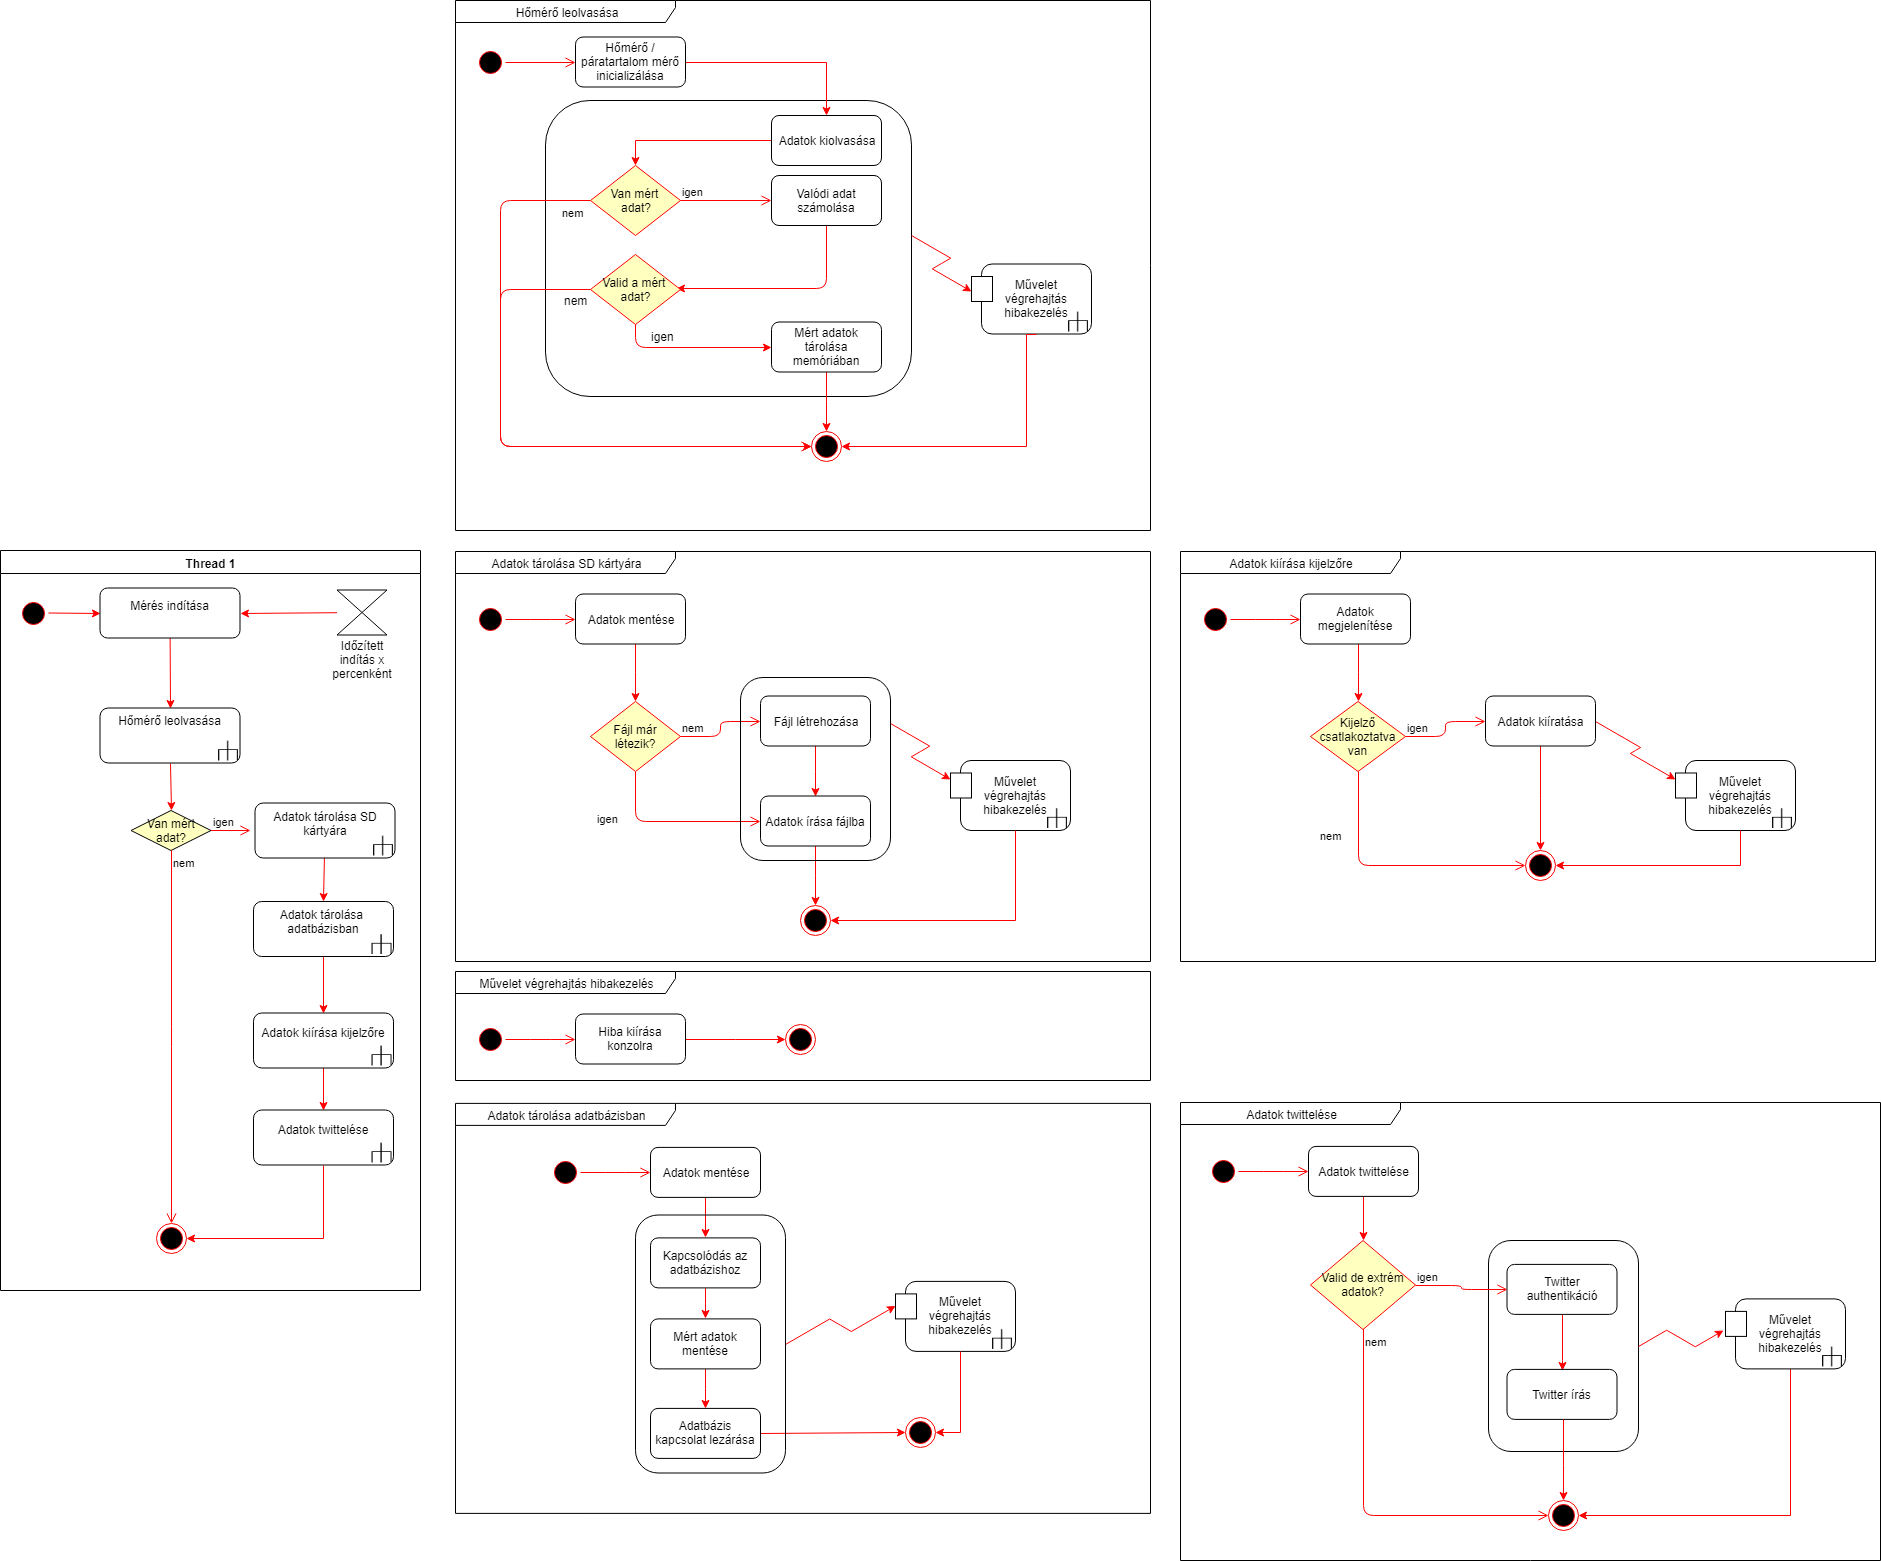 Hőmérő leolvasása
Hőmérő /
páratartalom mérő
inicializálása
Adatok kiolvasása
Van mért
adat?
igen
nem
Valódi adat
számolása
Valid a mért
adat?
nem
igen
Mért adatok
tárolása
memóriában
Művelet
végrehajtás
hibakezelés
Thread 1
Mérés indítása
Időzített
indítás x
percenként
Hőmérő leolvasása
Van mért
adat?
igen
nem
Adatok tárolása SD
kártyára
Adatok tárolása
adatbázisban
Adatok kiírása kijelzőre
Adatok twittelése
Adatok tárolása SD kártyára
Adatok mentése
Fájl már
létezik?
nem
igen
Fájl létrehozása
Adatok írása fájlba
Művelet
végrehajtás
hibakezelés
Adatok kiírása kijelzőre
Adatok
megjelenítése
Kijelző
csatlakoztatva
van
igen
nem
Adatok kiíratása
Művelet
végrehajtás
hibakezelés
Művelet végrehajtás hibakezelés
Hiba kiírása
konzolra
Adatok tárolása adatbázisban
Adatok mentése
Kapcsolódás az
adatbázishoz
Mért adatok
mentése
Adatbázis
kapcsolat lezárása
Művelet
végrehajtás
hibakezelés
Adatok twittelése
Adatok twittelése
Valid de extrém
adatok?
igen
nem
Twitter
authentikáció
Twitter írás
Művelet
végrehajtás
hibakezelés